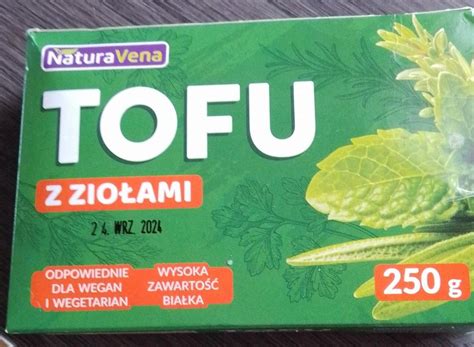 NaturaVena
TOFU
Z ZIOŁAMI
24. WRZ. 2024
ODPOWIEDNIE
DLA WEGAN
I WEGETARIAN
WYSOKA
ZAWARTOŚĆ
BIAŁKA
250 g